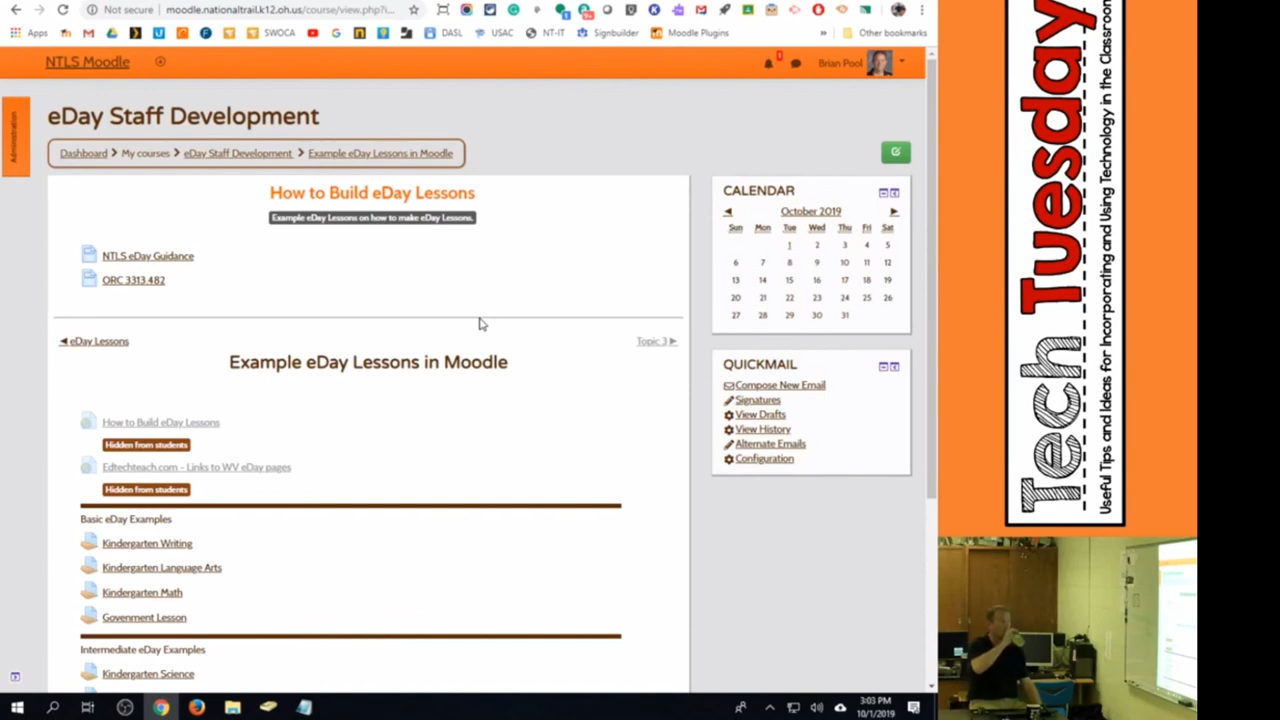 Not secure | moodle.nationaltrail.k12.oh.us/course/view.php?i...
Apps
SWOCA
DASL
USAC
NT-IT
Signbuilder
Moodle Plugins
»
Other bookmarks
NTLS Moodle
Brian Pool
Administration
eDay Staff Development
Dashboard > My courses > eDay Staff Development > Example eDay Lessons in Moodle
How to Build eDay Lessons
Example eDay Lessons on how to make eDay Lessons.
NTLS eDay Guidance
ORC 3313.482
◀ eDay Lessons
Topic 3 ▶
Example eDay Lessons in Moodle
How to Build eDay Lessons
Hidden from students
Edtechteach.com - Links to WV eDay pages
Hidden from students
Basic eDay Examples
Kindergarten Writing
Kindergarten Language Arts
Kindergarten Math
Govenment Lesson
Intermediate eDay Examples
Kindergarten Science
CALENDAR
◀ October 2019 ▶
Sun Mon Tue Wed Thu Fri Sat
1 2 3 4 5
6 7 8 9 10 11 12
13 14 15 16 17 18 19
20 21 22 23 24 25 26
27 28 29 30 31
QUICKMAIL
Compose New Email
Signatures
View Drafts
View History
Alternate Emails
Configuration
Tech Tuesday
Useful Tips and Ideas for Incorporating and Using Technology in the Classroom
3:03 PM
10/1/2019